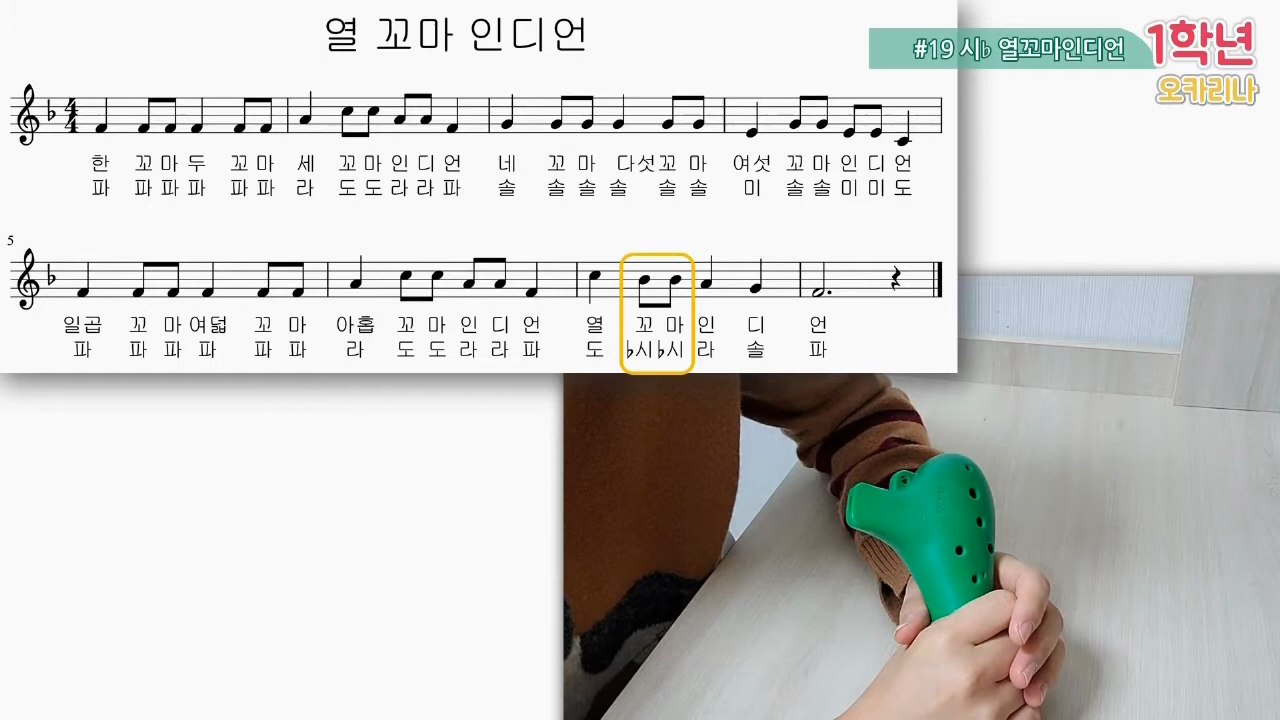 열 꼬마 인디언
#19 시♭ 열꼬마인디언
1학년
오카리나
4
4
한 꼬 마 두 꼬 마 세 꼬 마 인 디 언 네 꼬 마 다섯꼬 마 여섯 꼬 마 인 디 언
파 파 파 파 파 파 라 도 도 라 라 파 솔 솔 솔 솔 솔 솔 미 솔 솔 미 미 도
5
일곱 꼬 마 여덟 꼬 마 아홉 꼬 마 인 디 언 열 꼬 마 인 디 언
파 파 파 파 파 파 라 도 도 라 라 파 도 ♭시♭시 라 솔 파